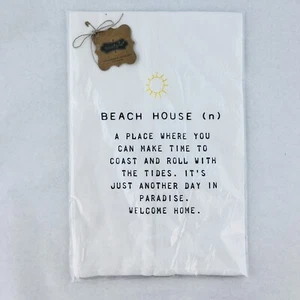 BEACH HOUSE (n)
A PLACE WHERE YOU
CAN MAKE TIME TO
COAST AND ROLL WITH
THE TIDES. IT'S
JUST ANOTHER DAY IN
PARADISE.
WELCOME HOME.